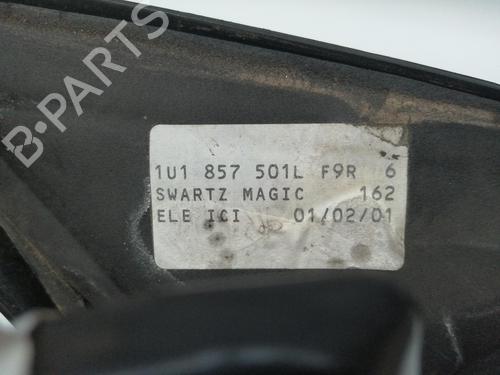 B-PARTS
1U1 857 501L F9R 6
SWARTZ MAGIC 162
ELE ICI 01/02/01